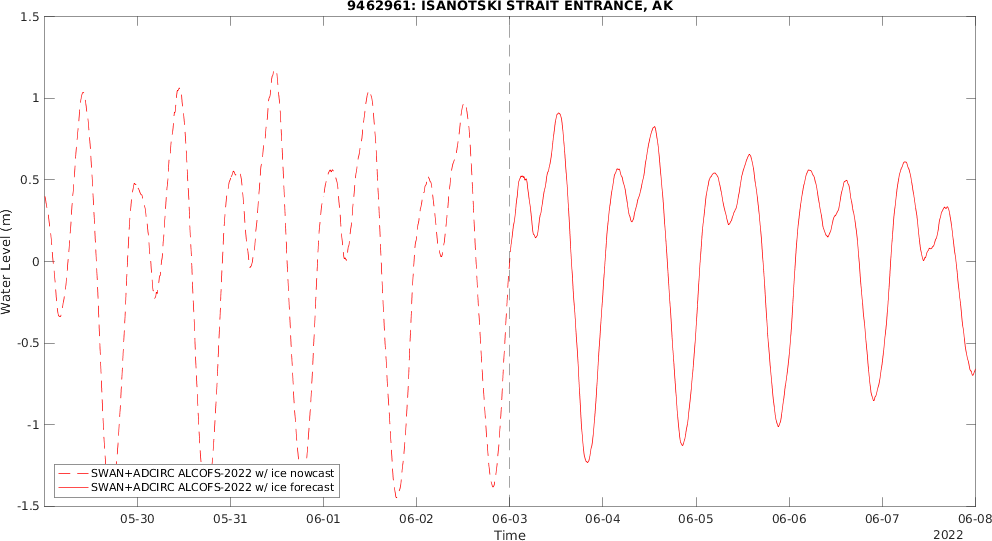 9462961: ISANOTSKI STRAIT ENTRANCE, AK
1.5
1
0.5
0
-0.5
-1
-1.5
Water Level (m)
SWAN+ADCIRC ALCOFS-2022 w/ ice nowcast
SWAN+ADCIRC ALCOFS-2022 w/ ice forecast
05-30 05-31 06-01 06-02 06-03 06-04 06-05 06-06 06-07 06-08
Time
2022